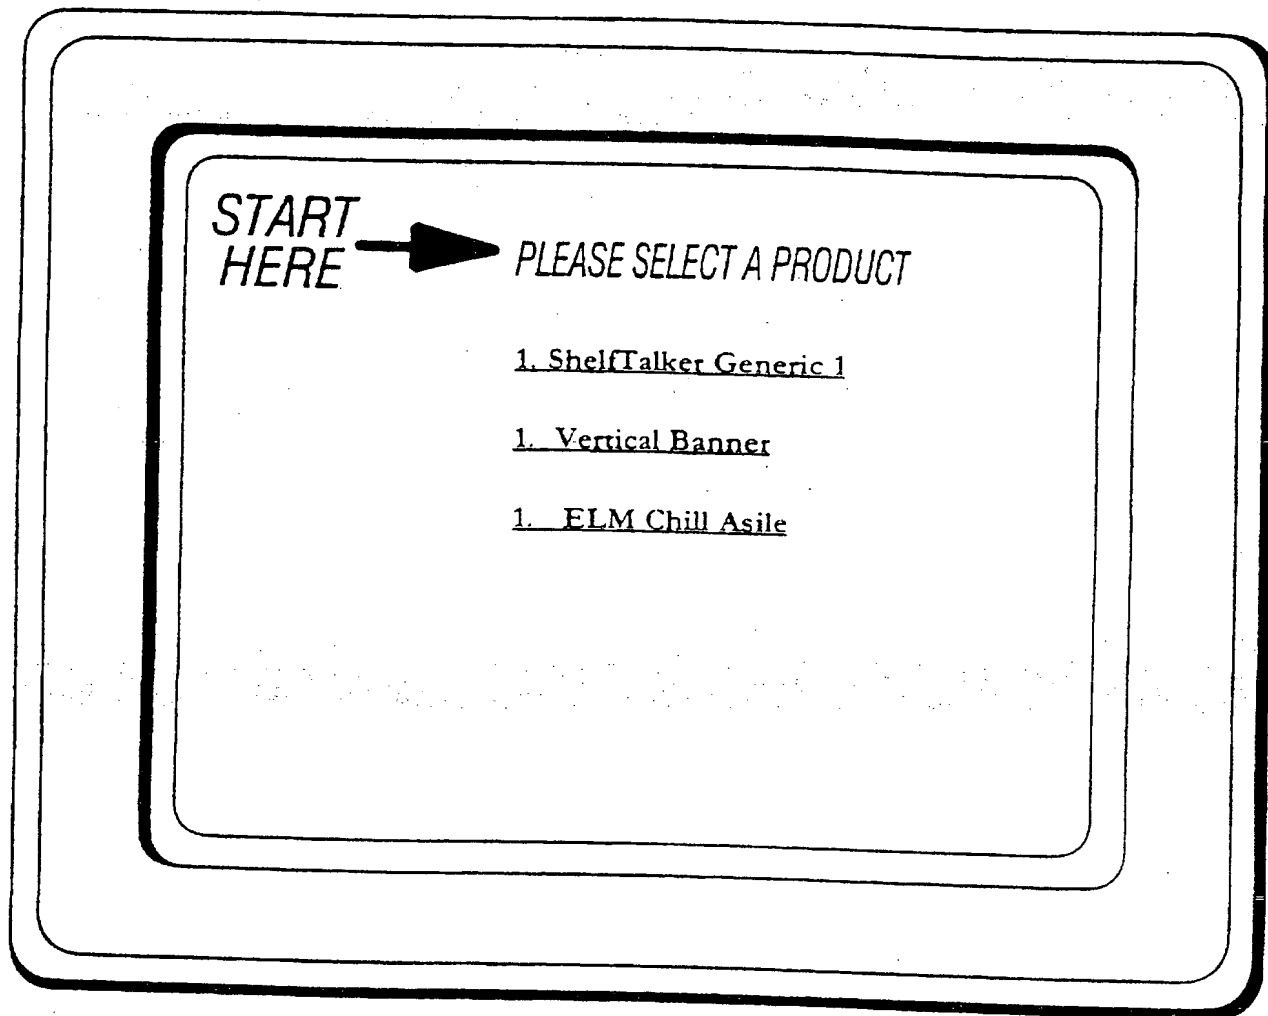 START
HERE
PLEASE SELECT A PRODUCT
1. ShelfTalker Generic 1
1. Vertical Banner
1. ELM Chill Asile